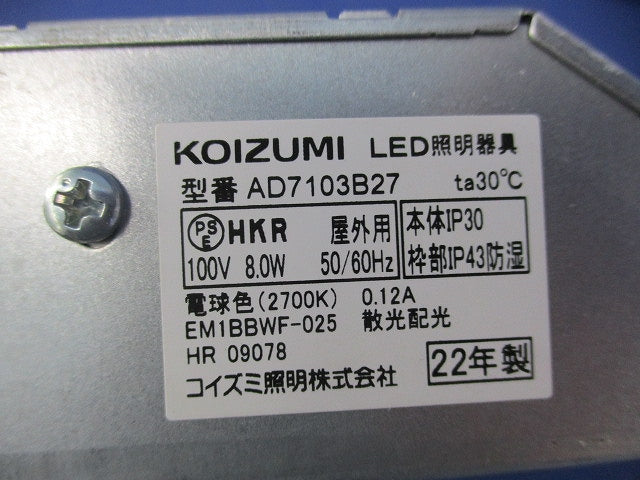 KOIZUMI LED照明器具
型番 AD7103B27 ta30℃
PSE HKR 屋外用
100V 8.0W 50/60Hz
本体IP30
枠部IP43防湿
電球色(2700K) 0.12A
EM1BBWF-025 散光配光
HR 09078
22年製
コイズミ照明株式会社